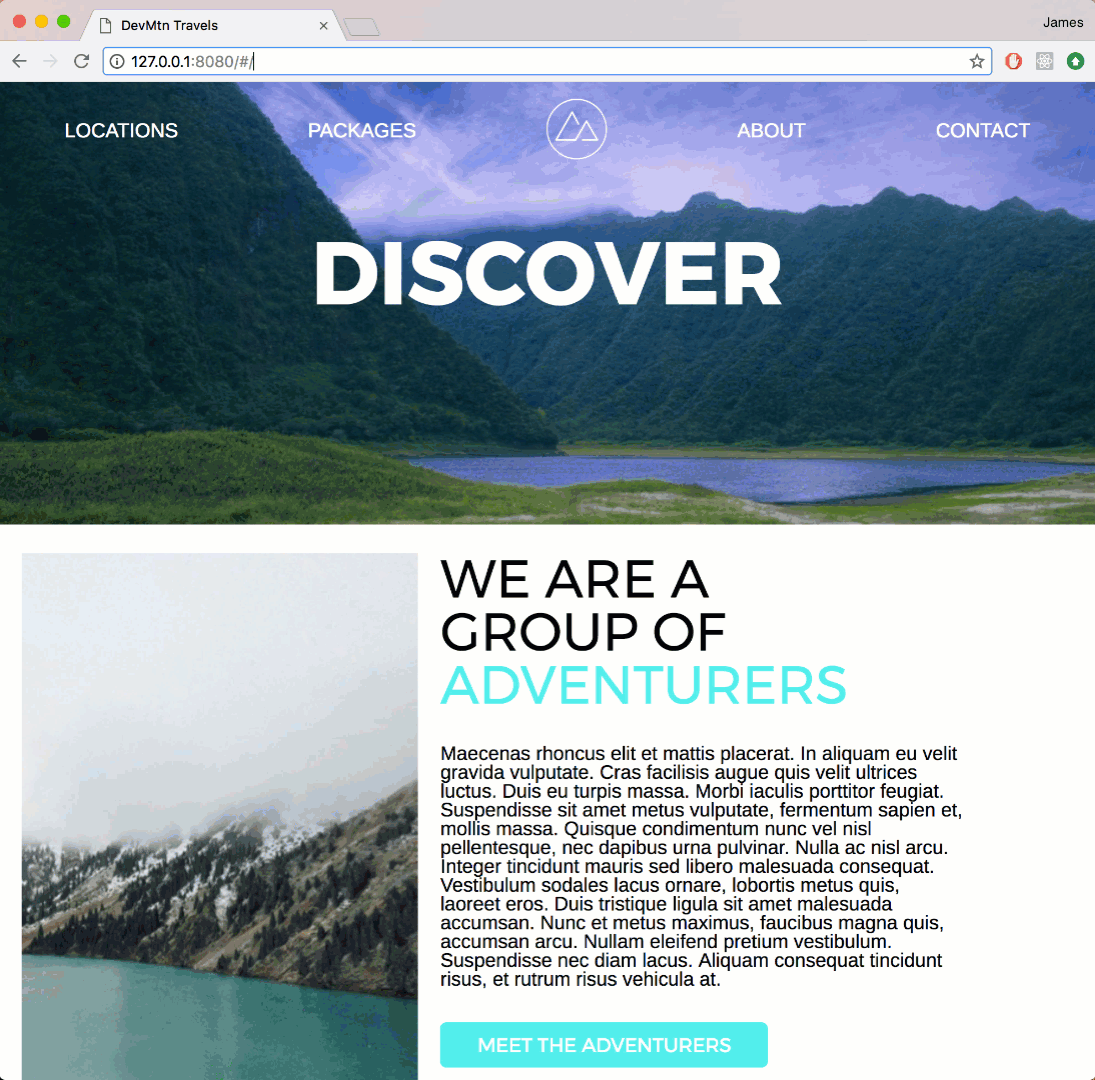 DevMtn Travels
James
127.0.0.1:8080/#/
LOCATIONS
PACKAGES
ABOUT
CONTACT
DISCOVER
WE ARE A
GROUP OF
ADVENTURERS
Maecenas rhoncus elit et mattis placerat. In aliquam eu velit
gravida vulputate. Cras facilisis augue quis velit ultrices
luctus. Duis eu turpis massa. Morbi iaculis porttitor feugiat.
Suspendisse sit amet metus vulputate, fermentum sapien et,
mollis massa. Quisque condimentum nunc vel nisl
pellentesque, nec dapibus urna pulvinar. Nulla ac nisl arcu.
Integer tincidunt mauris sed libero malesuada consequat.
Vestibulum sodales lacus ornare, lobortis metus quis,
laoreet eros. Duis tristique ligula sit amet malesuada
accumsan. Nunc et metus maximus, faucibus magna quis,
accumsan arcu. Nullam eleifend pretium vestibulum.
Suspendisse nec diam lacus. Aliquam consequat tincidunt
risus, et rutrum risus vehicula at.
MEET THE ADVENTURERS